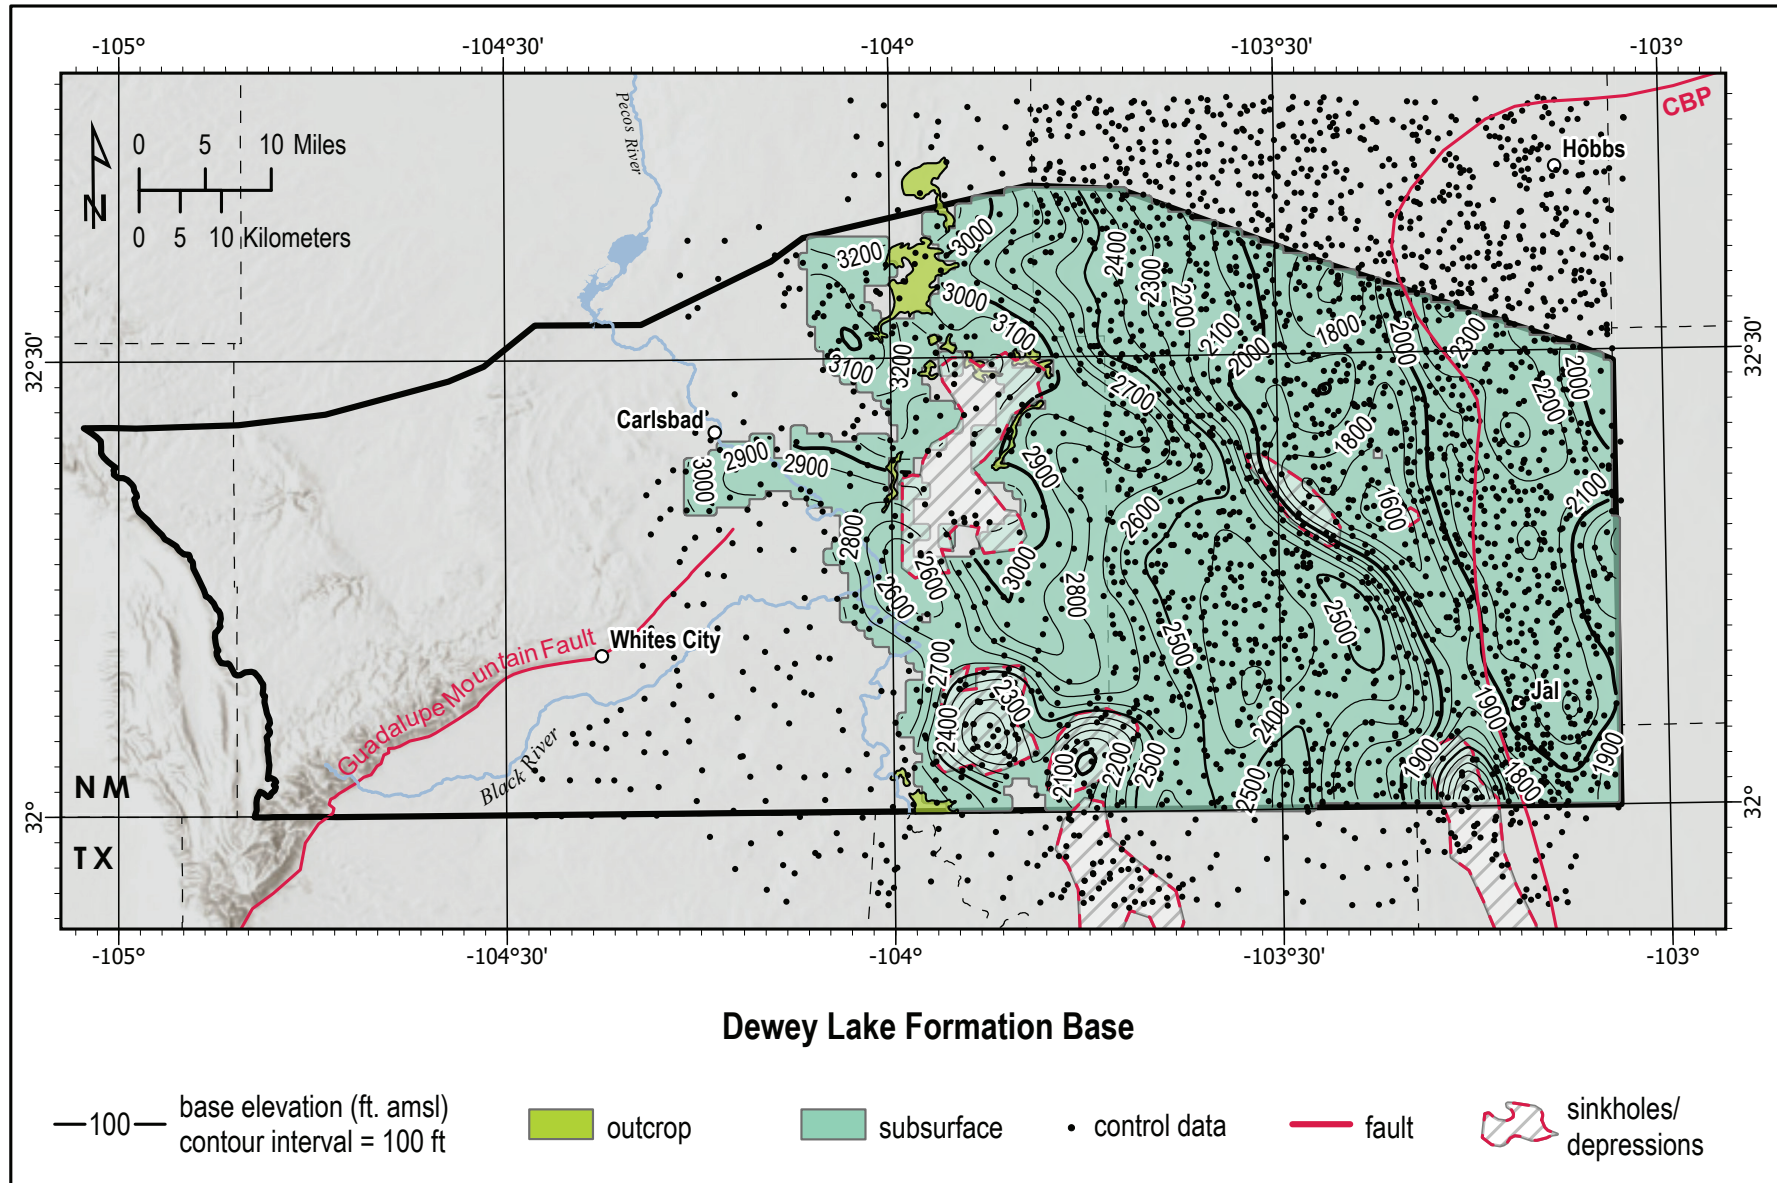 -105°
-104°30'
-104°
-103°30'
-103°
CBP
Pecos River
0 5 10 Miles
N
0 5 10 Kilometers
Hobbs
3200
3000
2400
2300
2200
2100
2000
1800
2000
2300
3000
3100
32°30'
3100
3200
2700
2200
2000
32°30'
Carlsbad
1800
3000
2900
2900
2900
2600
1600
2100
2800
2600
2600
3000
2800
2500
2500
Whites City
Guadalupe Mountain Fault
2700
2400
2300
Black River
2100
2200
2500
2500
2400
1900
1900
1800
1900
Jal
NM
32°
32°
TX
-105°
-104°30'
-104°
-103°30'
-103°
Dewey Lake Formation Base
100
base elevation (ft. amsl)
contour interval = 100 ft
outcrop
subsurface
control data
fault
sinkholes/
depressions